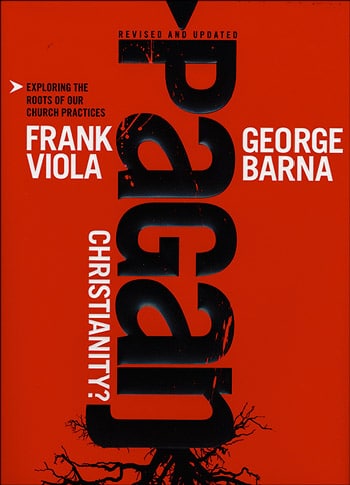 REVISED AND UPDATED
EXPLORING THE
ROOTS OF OUR
CHURCH PRACTICES
FRANK
VIOLA
GEORGE
BARNA
PaGan
CHRISTIANITY?